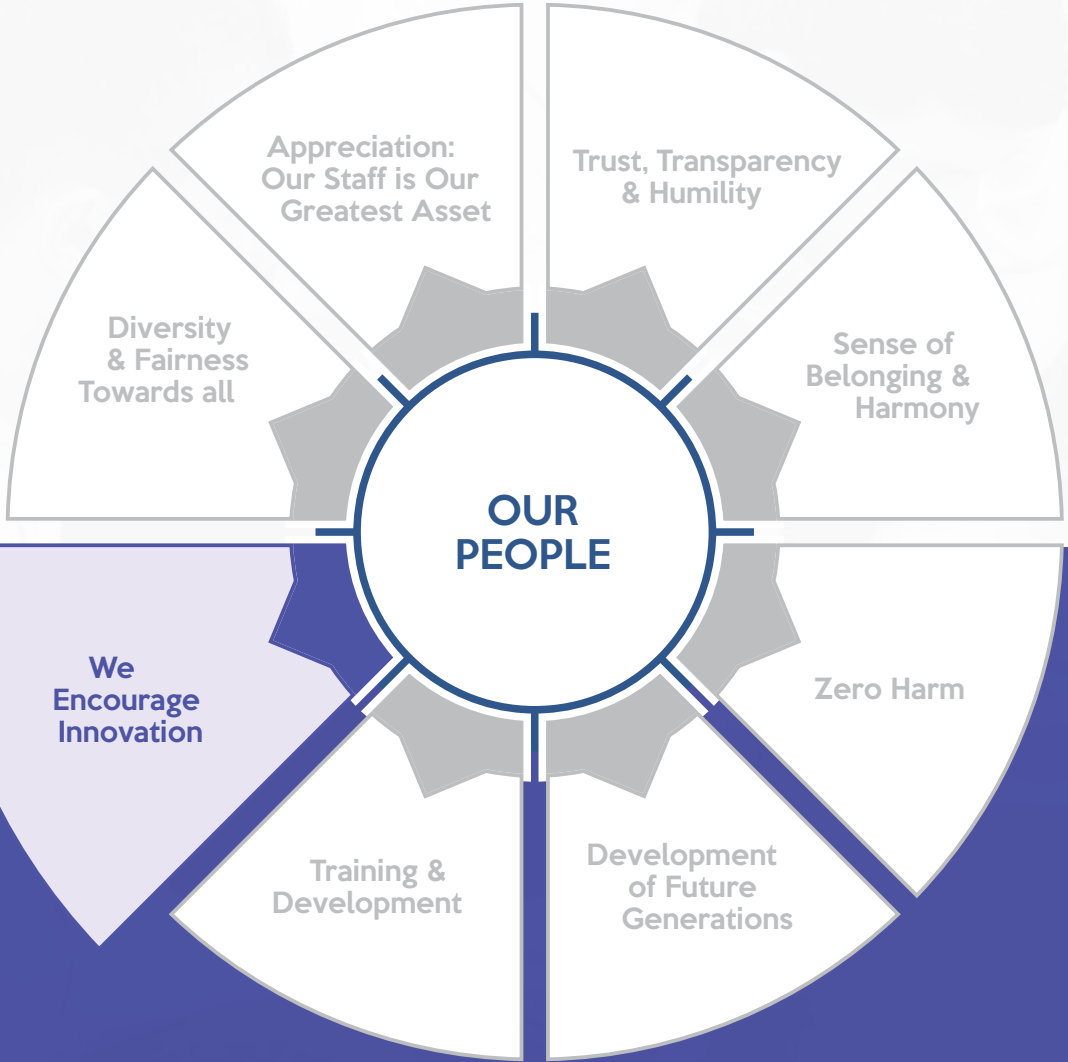 Appreciation:
Our Staff is Our
Greatest Asset
Trust, Transparency
& Humility
Diversity
& Fairness
Towards all
Sense of
Belonging &
Harmony
OUR
PEOPLE
We
Encourage
Innovation
Zero Harm
Training &
Development
Development
of Future
Generations